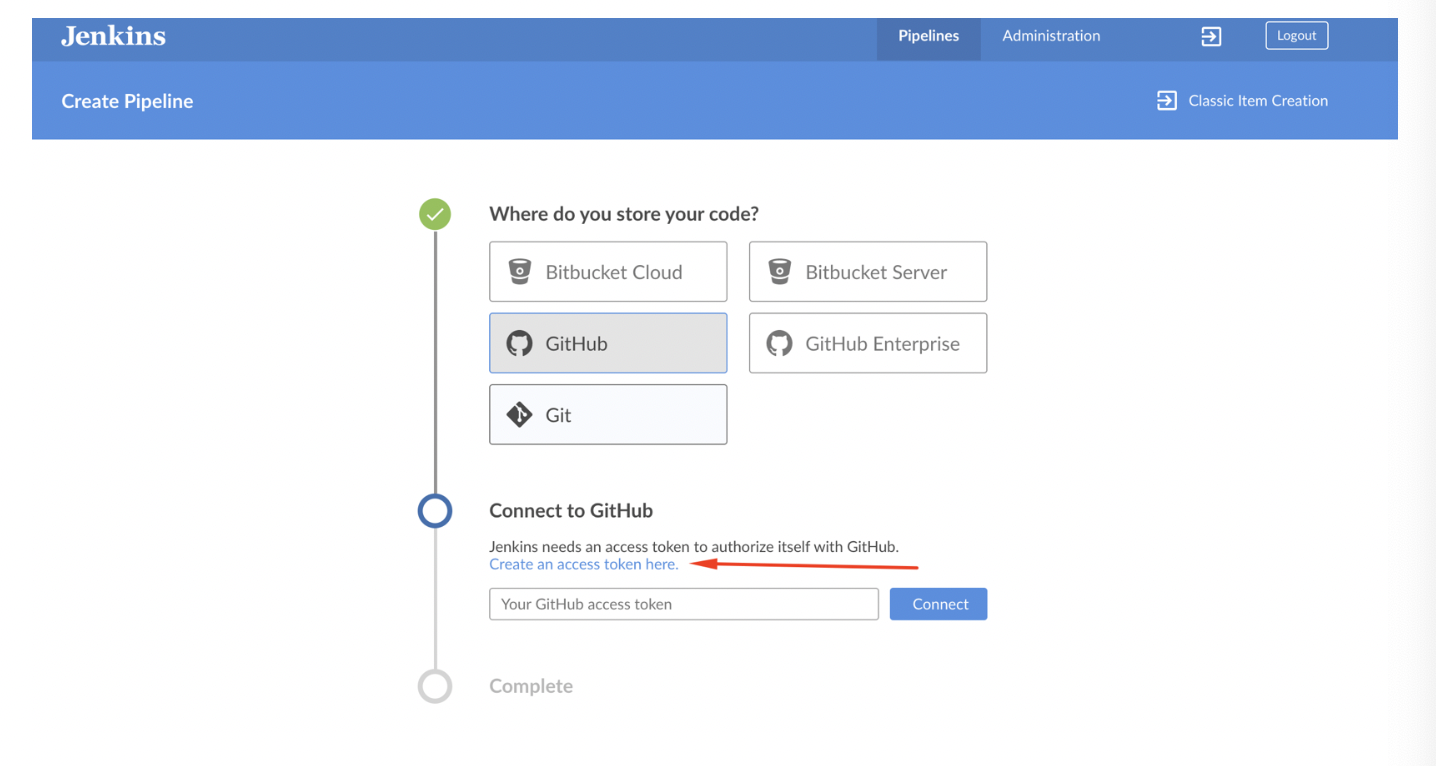 Jenkins
Pipelines
Administration
Logout
Create Pipeline
Classic Item Creation
Where do you store your code?
Bitbucket Cloud
Bitbucket Server
GitHub
GitHub Enterprise
Git
Connect to GitHub
Jenkins needs an access token to authorize itself with GitHub.
Create an access token here.
Your GitHub access token
Connect
Complete